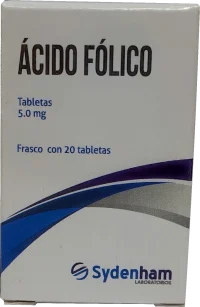 ÁCIDO FÓLICO
Tabletas
5.0 mg
Frasco con 20 tabletas
Sydenham
LABORATORIOS